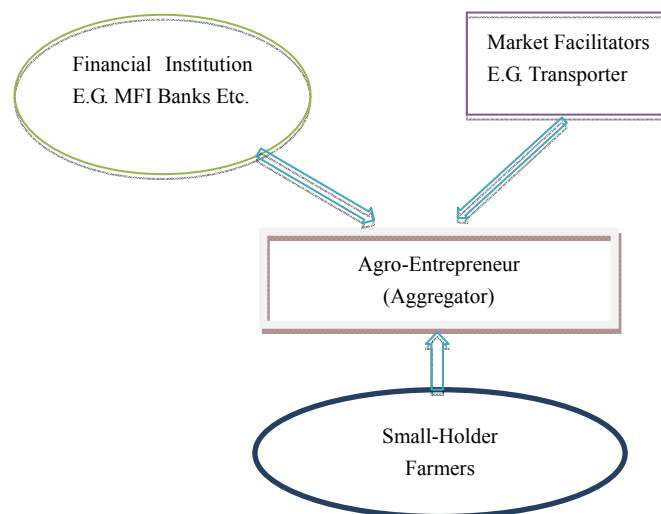 Financial Institution
E.G. MFI Banks Etc.
Market Facilitators
E.G. Transporter
Agro-Entrepreneur
(Aggregator)
Small-Holder
Farmers